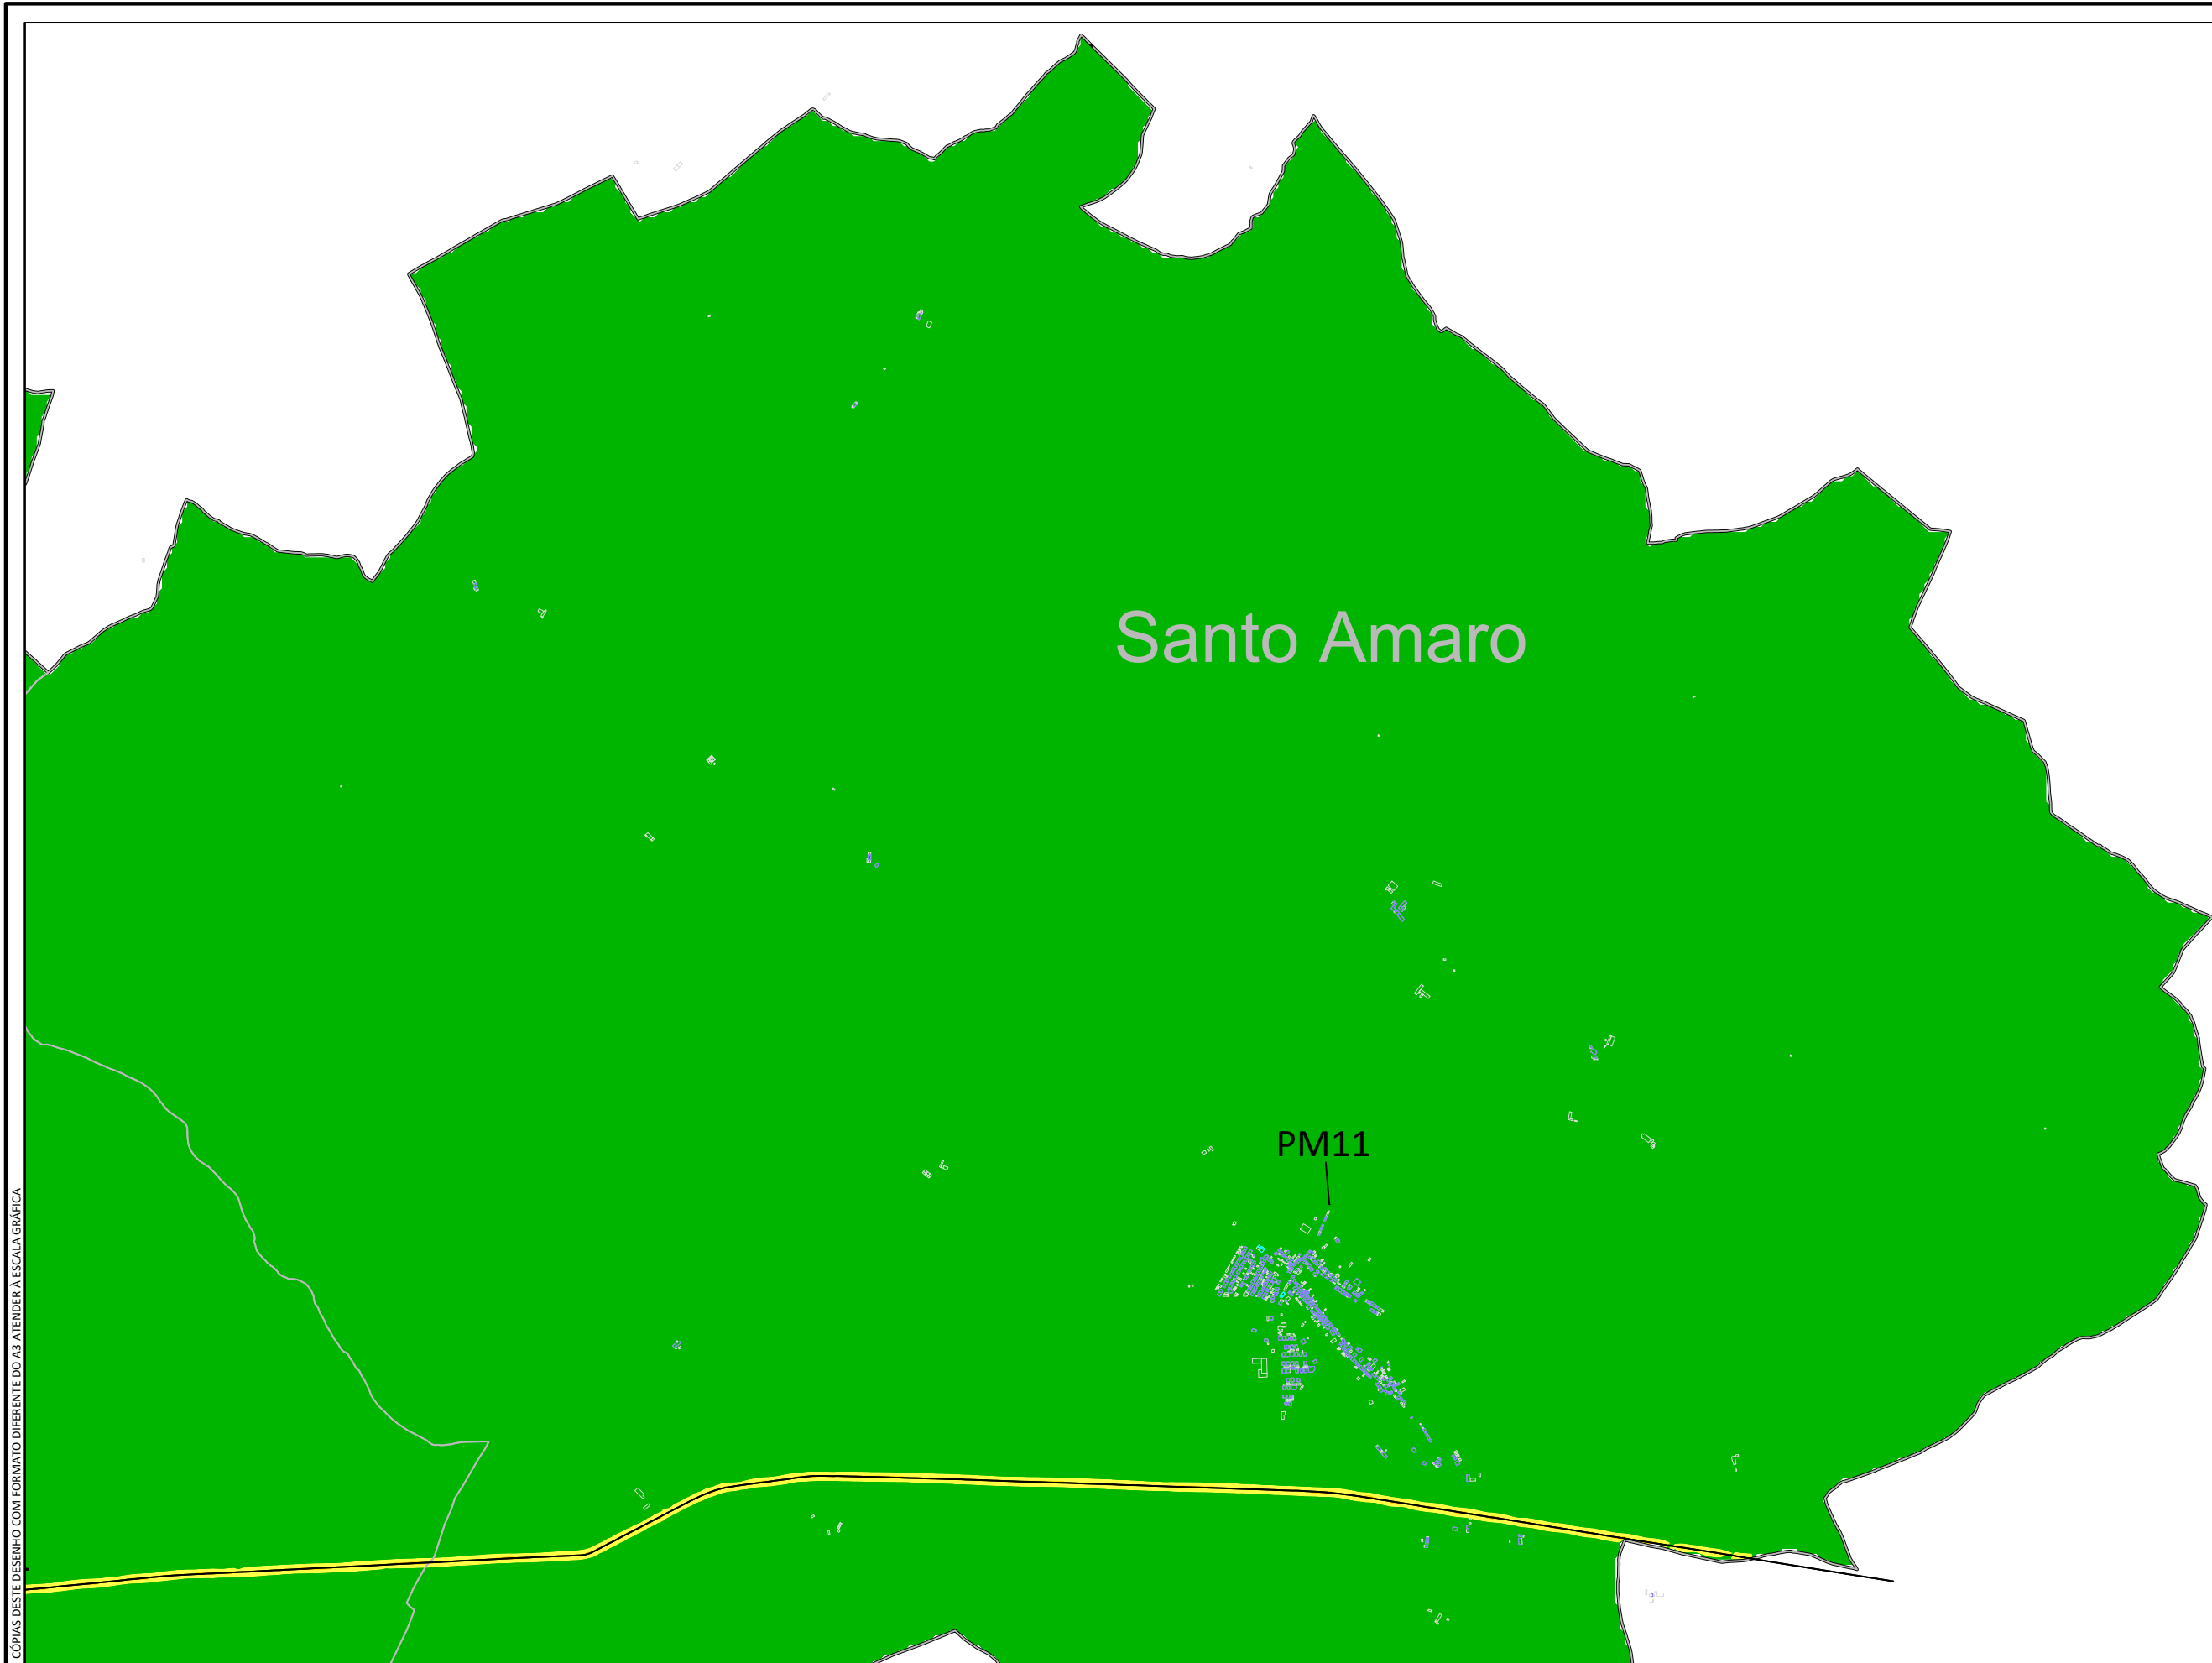 Santo Amaro
PM11
CÓPIAS DESTE DESENHO COM FORMATO DIFERENTE DO A3 ATENDER À ESCALA GRÁFICA